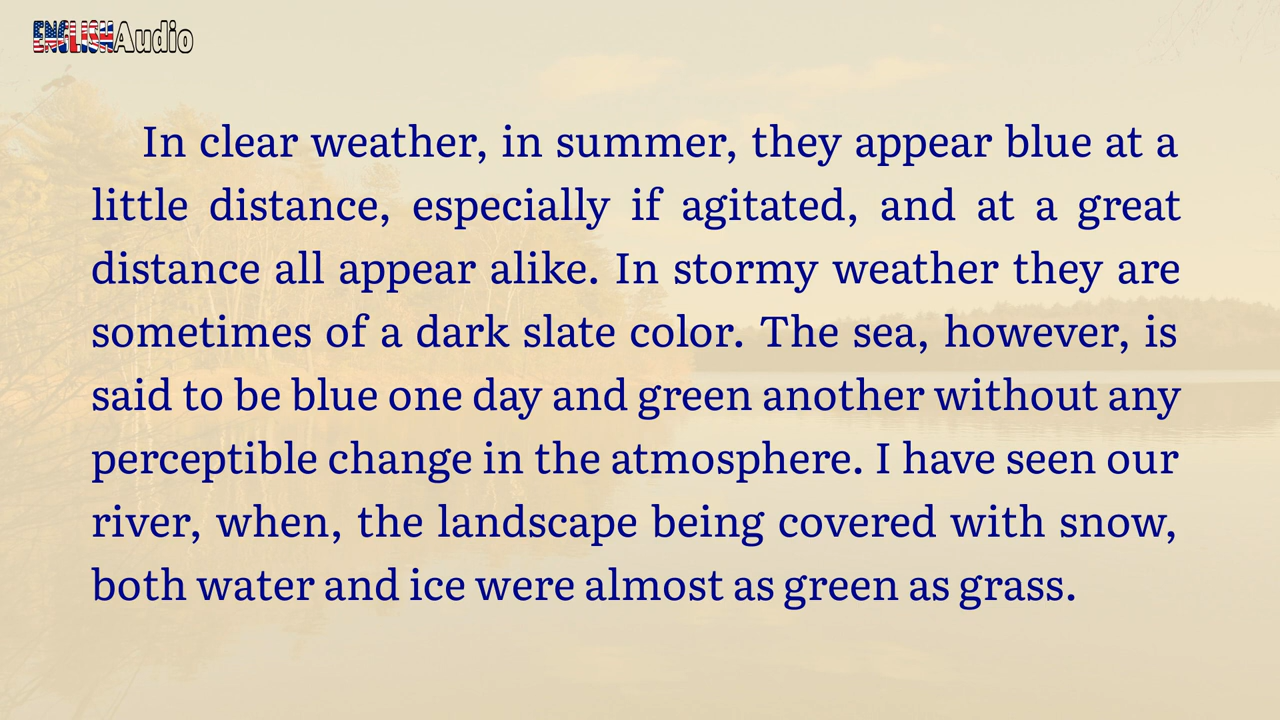 ENGLISHAudio
In clear weather, in summer, they appear blue at a
little distance, especially if agitated, and at a great
distance all appear alike. In stormy weather they are
sometimes of a dark slate color. The sea, however, is
said to be blue one day and green another without any
perceptible change in the atmosphere. I have seen our
river, when, the landscape being covered with snow,
both water and ice were almost as green as grass.